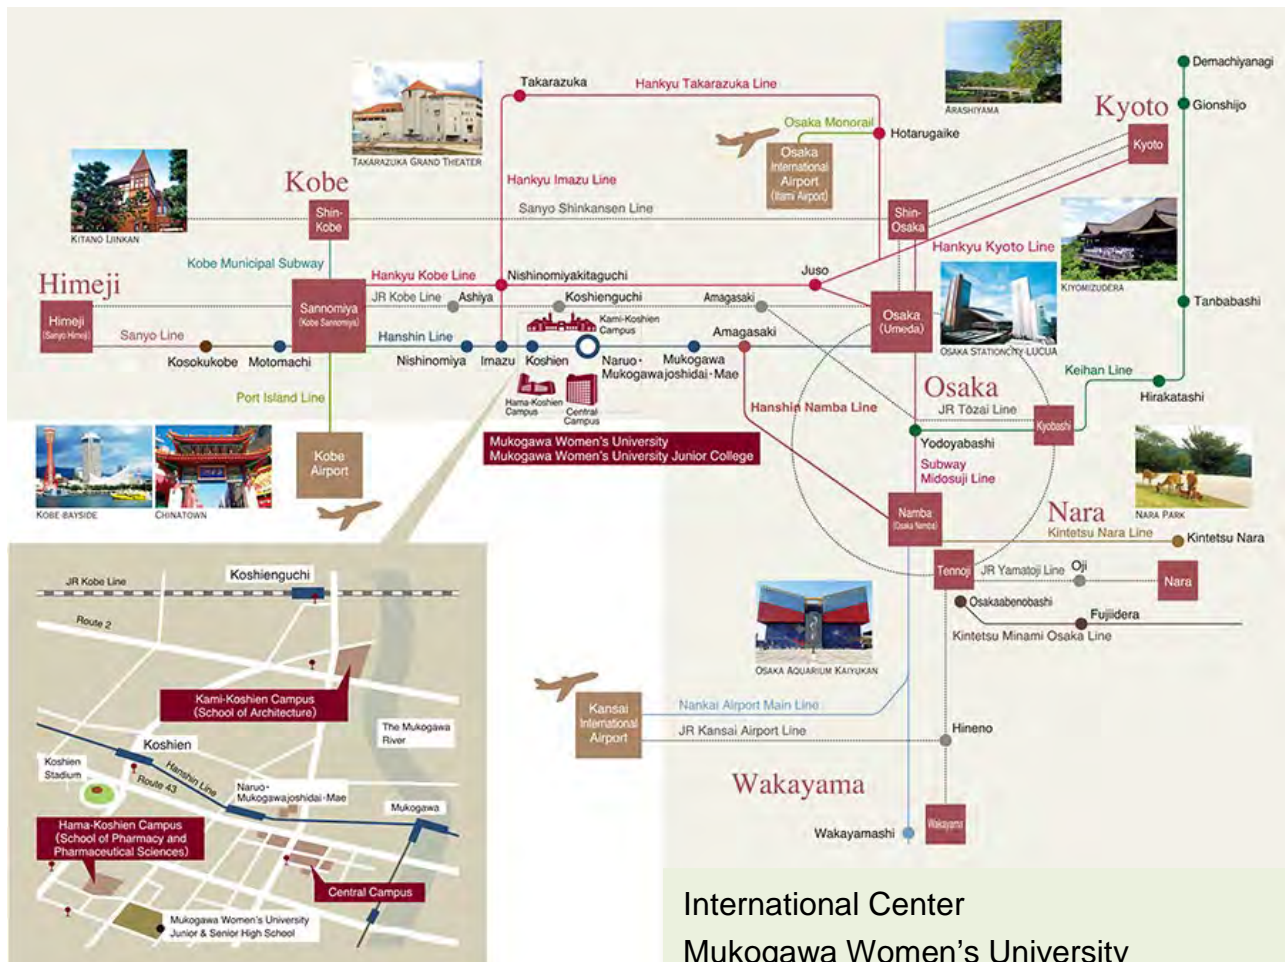 Demachiyanagi
Takarazuka
Hankyu Takarazuka Line
Gionshijo
ARASHIYAMA
Kyoto
Osaka Monorail
Hotarugaike
Kyoto
TAKARAZUKA GRAND THEATER
Osaka
International
Airport
(Itami Airport)
Kobe
Hankyu Imazu Line
Shin-
Kobe
Sanyo Shinkansen Line
Shin-
Osaka
KITANO IJINKAN
Hankyu Kyoto Line
Kobe Municipal Subway
Hankyu Kobe Line
Nishinomiyakitaguchi
Juso
KIYOMIZUDERA
Himeji
JR Kobe Line
Ashiya
Koshienguchi
Amagasaki
Tanbabashi
Himeji
(Sanyo Himeji)
Sannomiya
(Kobe Sannomiya)
Kami-Koshien
Campus
Osaka
(Umeda)
Sanyo Line
Hanshin Line
Amagasaki
OSAKA STATIONCITY·LUCUA
Kosokukobe
Motomachi
Nishinomiya
Imazu
Koshien
Naruo·
Mukogawajoshidai·Mae
Mukogawa
Keihan Line
Osaka
Hirakatashi
Port Island Line
Hama-Koshien
Campus
Central
Campus
Hanshin Namba Line
JR Tōzai Line
Kyobashi
Mukogawa Women's University
Mukogawa Women's University Junior College
Yodoyabashi
Kobe
Airport
Subway
Midosuji Line
KOBE BAYSIDE
CHINATOWN
Namba
(Osaka Namba)
Nara
NARA PARK
Kintetsu Nara Line
Kintetsu Nara
Tennoji
JR Yamatoji Line
Oji
Nara
Osakaabenobashi
Fujiidera
Kintetsu Minami Osaka Line
OSAKA AQUARIUM KAIYUKAN
Kansai
International
Airport
Nankai Airport Main Line
JR Kansai Airport Line
Hineno
Wakayama
Wakayamashi
Wakayama
JR Kobe Line
Koshienguchi
Route 2
Kami-Koshien Campus
(School of Architecture)
The Mukogawa
River
Koshien
Koshien
Stadium
Hanshin Line
Route 43
Naruo·
Mukogawajoshidai·Mae
Mukogawa
Hama-Koshien Campus
(School of Pharmacy and
Pharmaceutical Sciences)
Central Campus
Mukogawa Women's University
Junior & Senior High School
International Center
Mukogawa Women's University